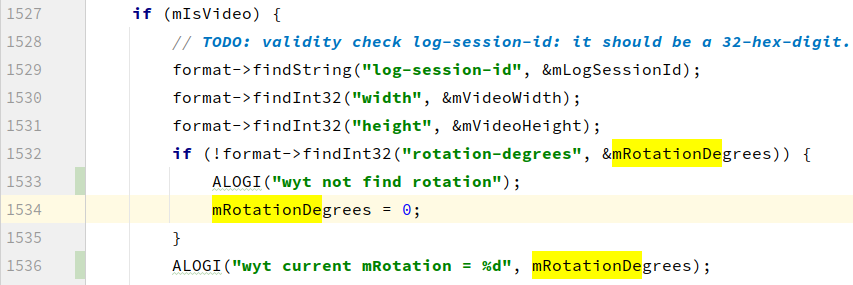 1527 if (mIsVideo) {
1528 // TODO: validity check log-session-id: it should be a 32-hex-digit.
1529 format->findString("log-session-id", &mLogSessionId);
1530 format->findInt32("width", &mVideoWidth);
1531 format->findInt32("height", &mVideoHeight);
1532 if (!format->findInt32("rotation-degrees", &mRotationDegrees)) {
1533 ALOGI("wyt not find rotation");
1534 mRotationDegrees = 0;
1535 }
1536 ALOGI("wyt current mRotation = %d", mRotationDegrees);